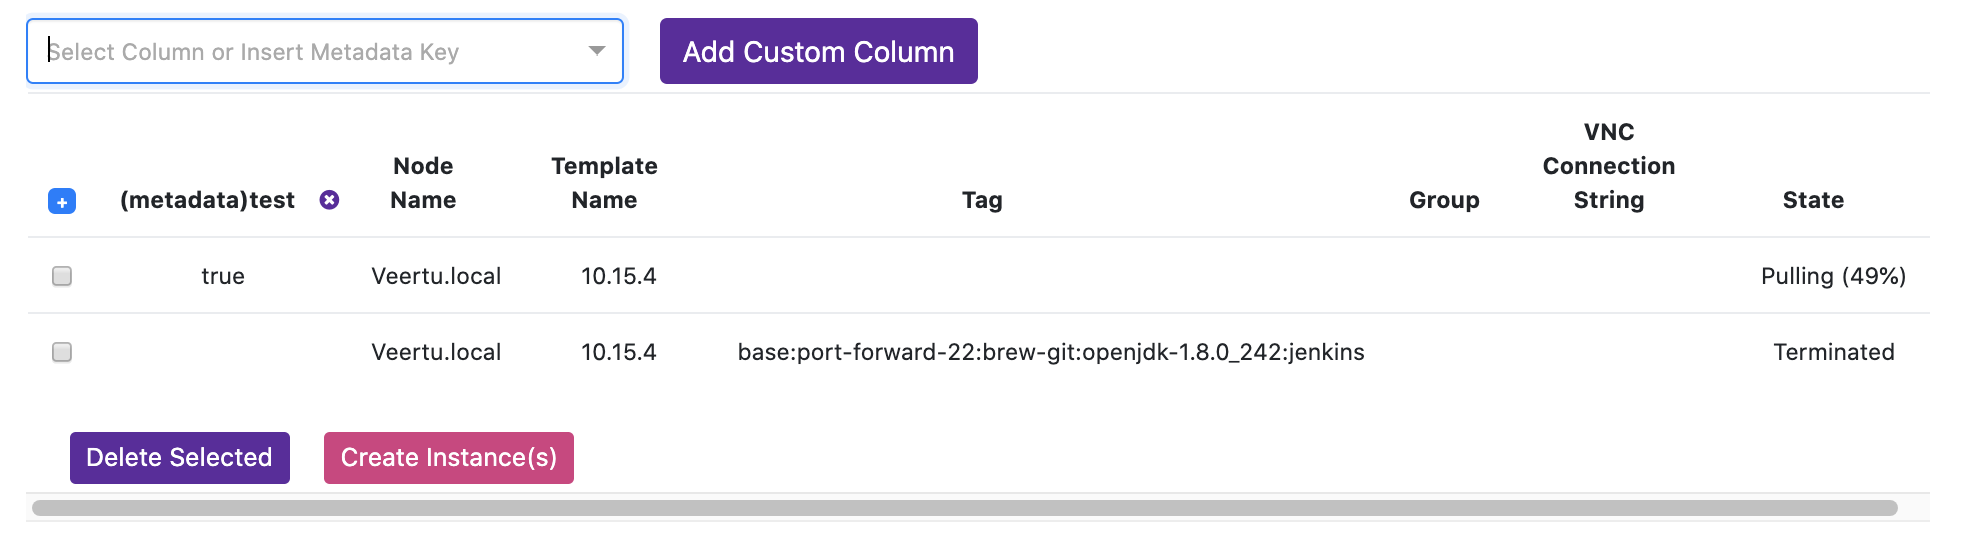 Select Column or Insert Metadata Key
Add Custom Column
(metadata)test
Node
Name
Template
Name
Tag
Group
VNC
Connection
String
State
true
Veertu.local
10.15.4
Pulling (49%)
Veertu.local
10.15.4
base:port-forward-22:brew-git:openjdk-1.8.0_242:jenkins
Terminated
Delete Selected
Create Instance(s)